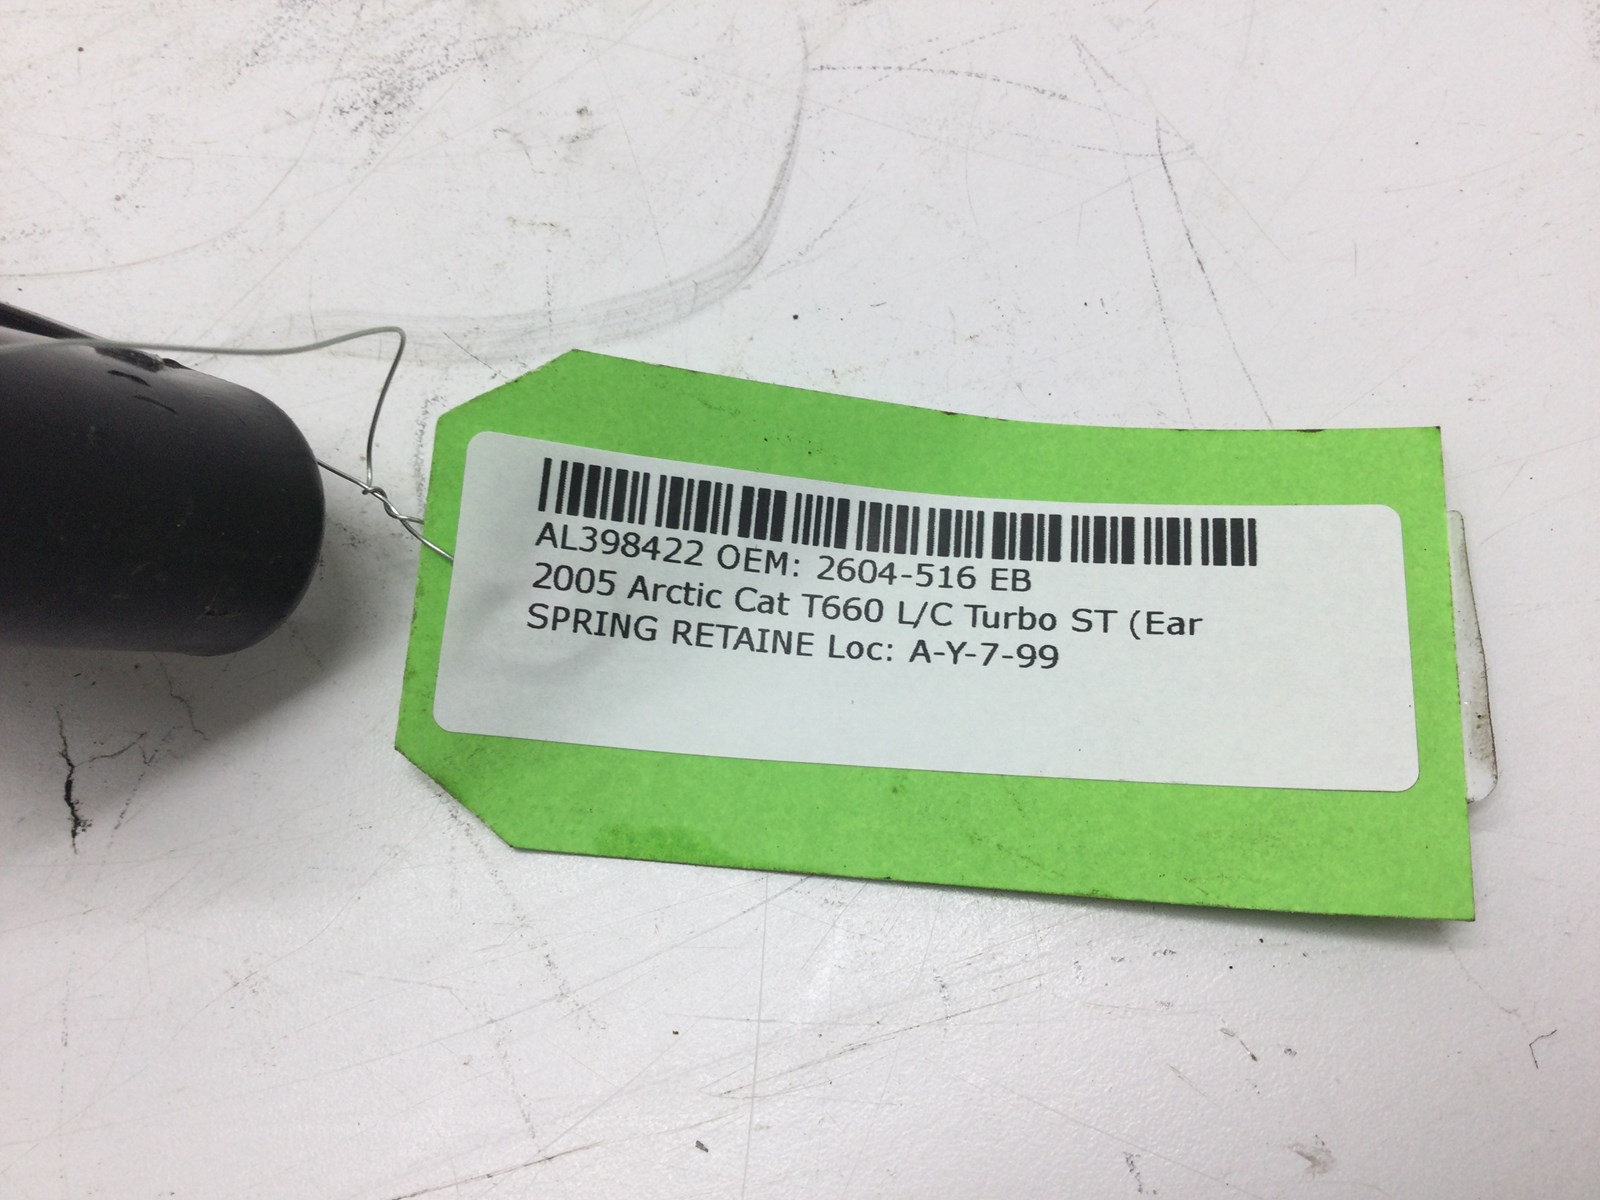 AL398422 OEM: 2604-516 EB
2005 Arctic Cat T660 L/C Turbo ST (Ear
SPRING RETAINE Loc: A-Y-7-99